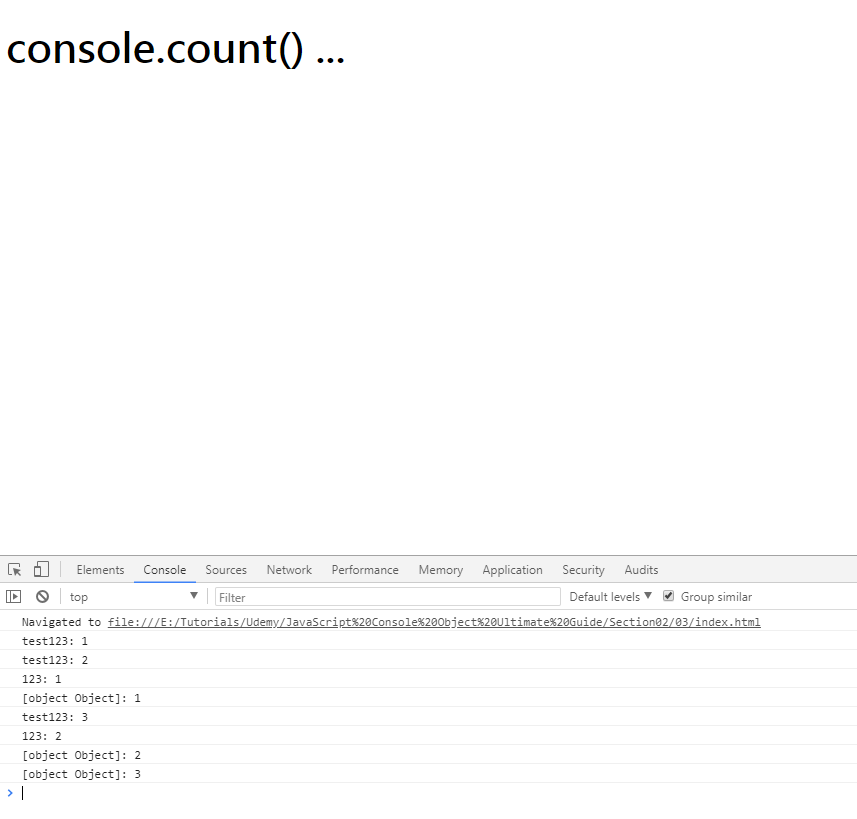 console.count() ...
Elements Console Sources Network Performance Memory Application Security Audits
top Filter Default levels Group similar
Navigated to file:///E:/Tutorials/Udemy/JavaScript%20Console%20Object%20Ultimate%20Guide/Section02/03/index.html
test123: 1
test123: 2
123: 1
[object Object]: 1
test123: 3
123: 2
[object Object]: 2
[object Object]: 3